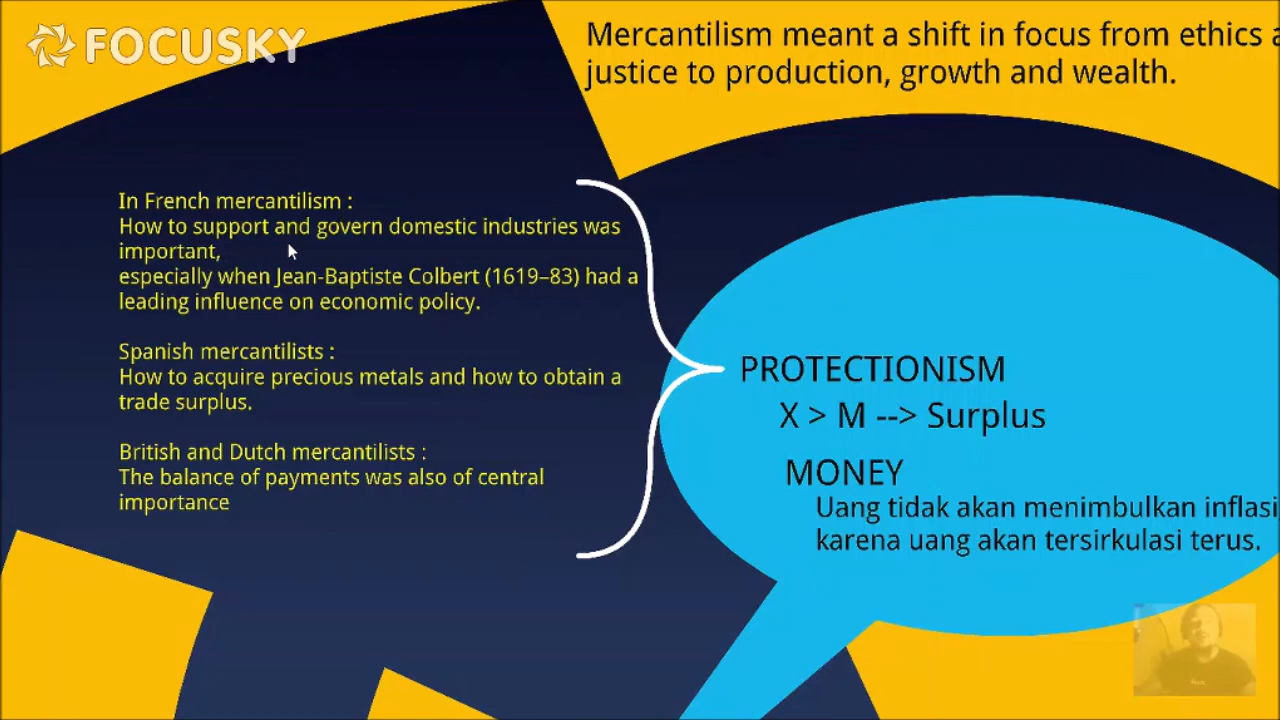 FOCUSKY
Mercantilism meant a shift in focus from ethics
justice to production, growth and wealth.
In French mercantilism :
How to support and govern domestic industries was
important,
especially when Jean-Baptiste Colbert (1619–83) had a
leading influence on economic policy.
Spanish mercantilists :
How to acquire precious metals and how to obtain a
trade surplus.
British and Dutch mercantilists :
The balance of payments was also of central
importance
PROTECTIONISM
X > M --> Surplus
MONEY
Uang tidak akan menimbulkan inflasi
karena uang akan tersirkulasi terus.